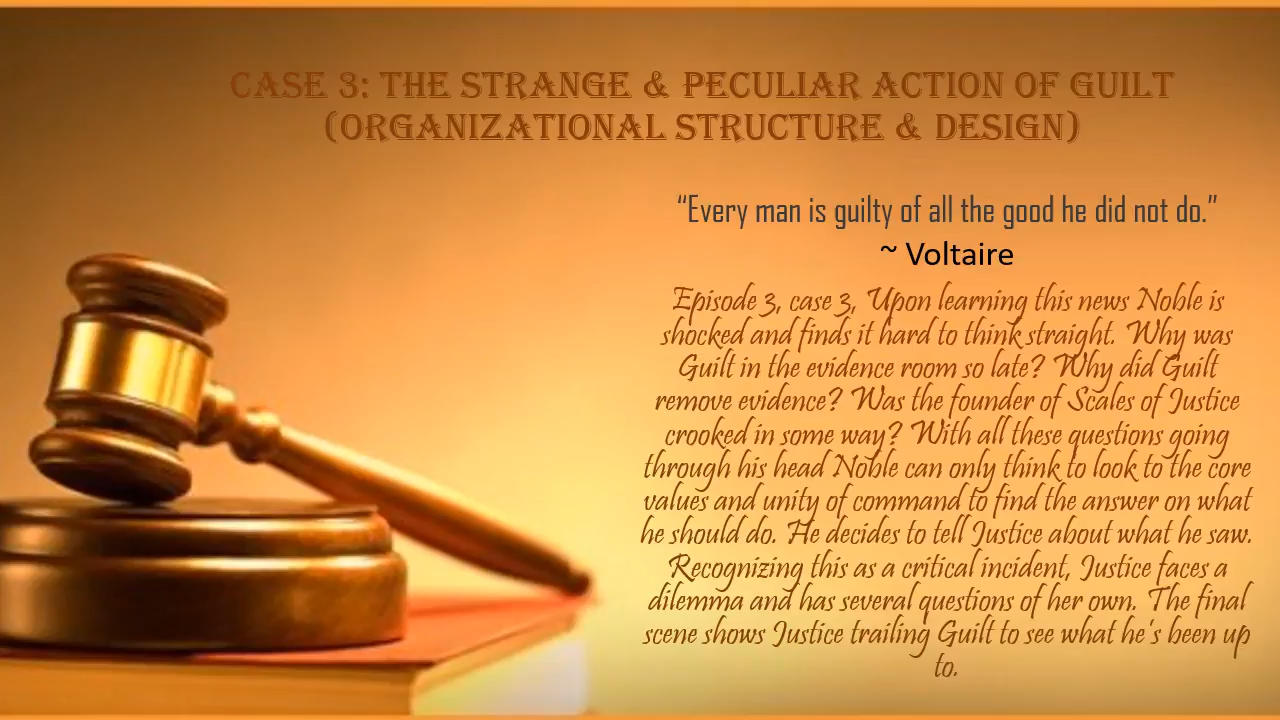 CASE 3: THE STRANGE & PECULIAR ACTION OF GUILT
(ORGANIZATIONAL STRUCTURE & DESIGN)
“Every man is guilty of all the good he did not do.”
~ Voltaire
Episode 3, case 3, Upon learning this news Noble is
shocked and finds it hard to think straight. Why was
Guilt in the evidence room so late? Why did Guilt
remove evidence? Was the founder of Scales of Justice
crooked in some way? With all these questions going
through his head Noble can only think to look to the core
values and unity of command to find the answer on what
he should do. He decides to tell Justice about what he saw.
Recognizing this as a critical incident, Justice faces a
dilemma and has several questions of her own. The final
scene shows Justice trailing Guilt to see what he's been up
to.